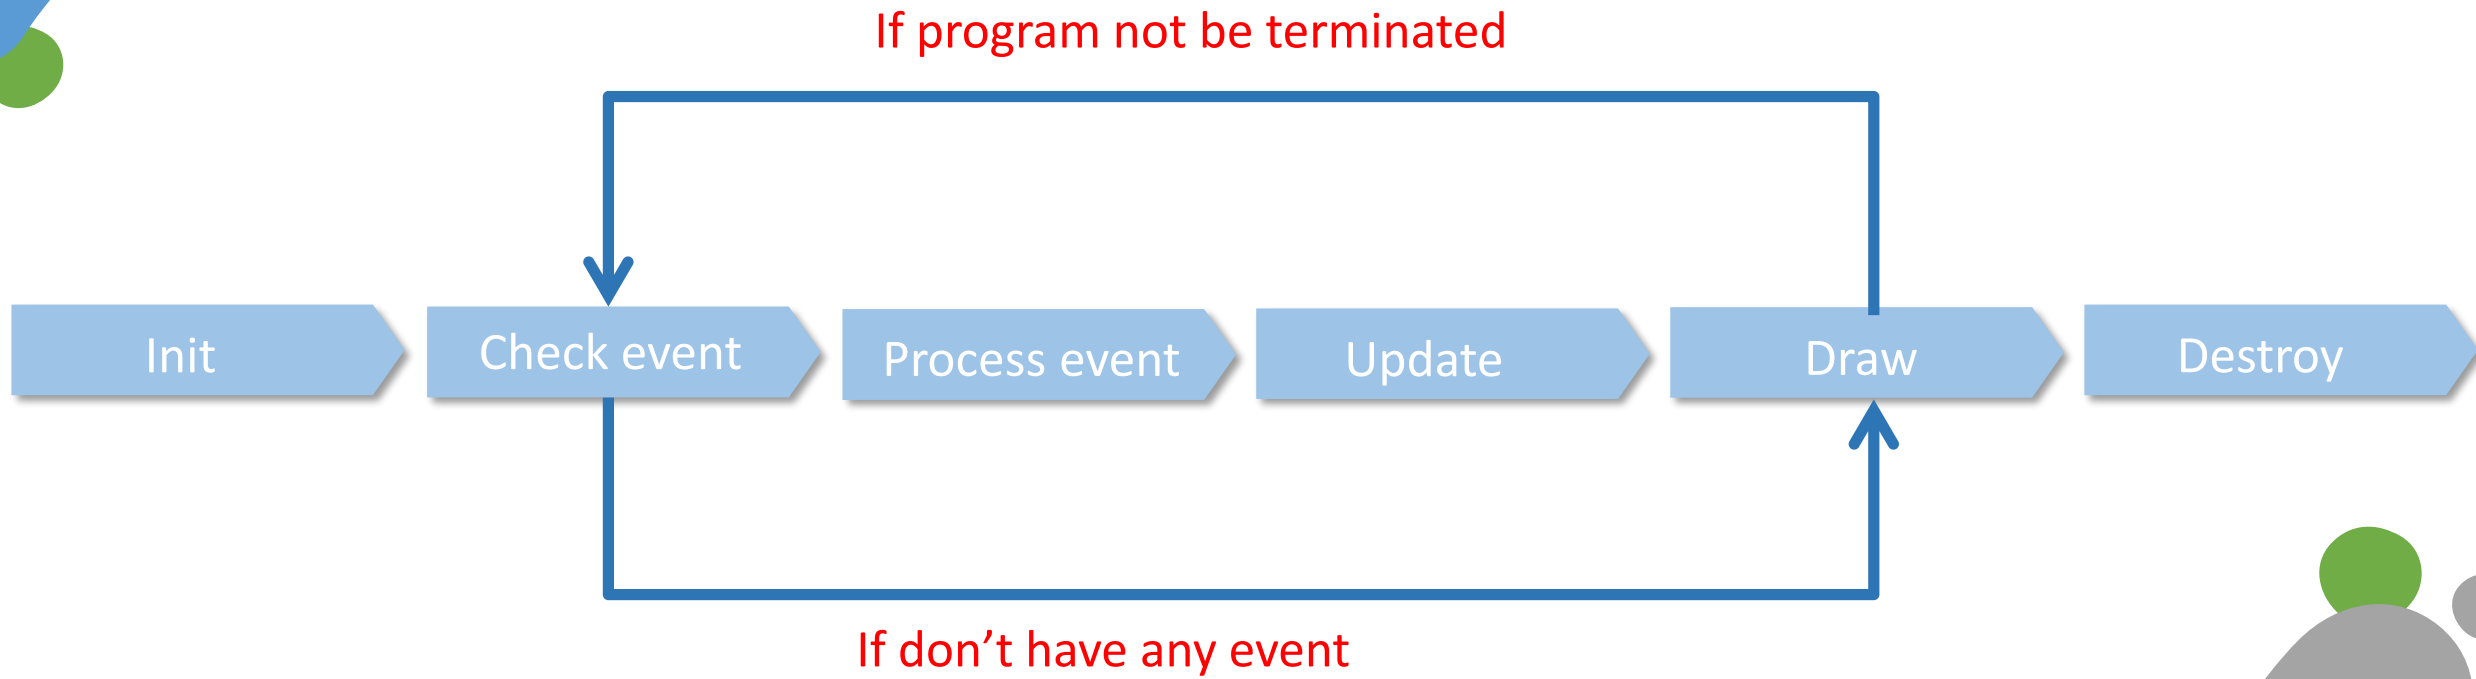 If program not be terminated
Init
Check event
Process event
Update
Draw
Destroy
If don’t have any event